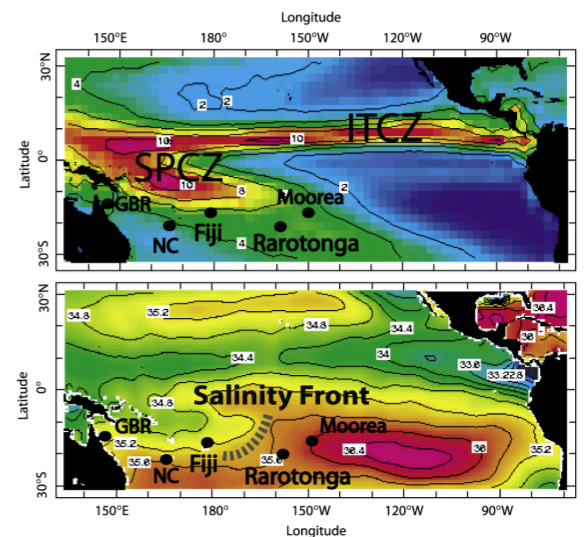 Longitude
150°E 180° 150°W 120°W 90°W
30°N
4
2 2
ITCZ
10 10
Latitude
0°
SPCZ
10 8
2
Moorea
GBR
Fiji
NC
Rarotonga
4
30°S
30°N
34.8 35.2 34.8 34.4
36.4
36
34.4 34
33.6
33.2 2.8
Latitude
0°
34.8
Salinity Front
GBR
35.2
Moorea
35.2
Fiji
35.6 35.6 36.4 36
NC
Rarotonga
30°S
150°E 180° 150°W 120°W 90°W
Longitude